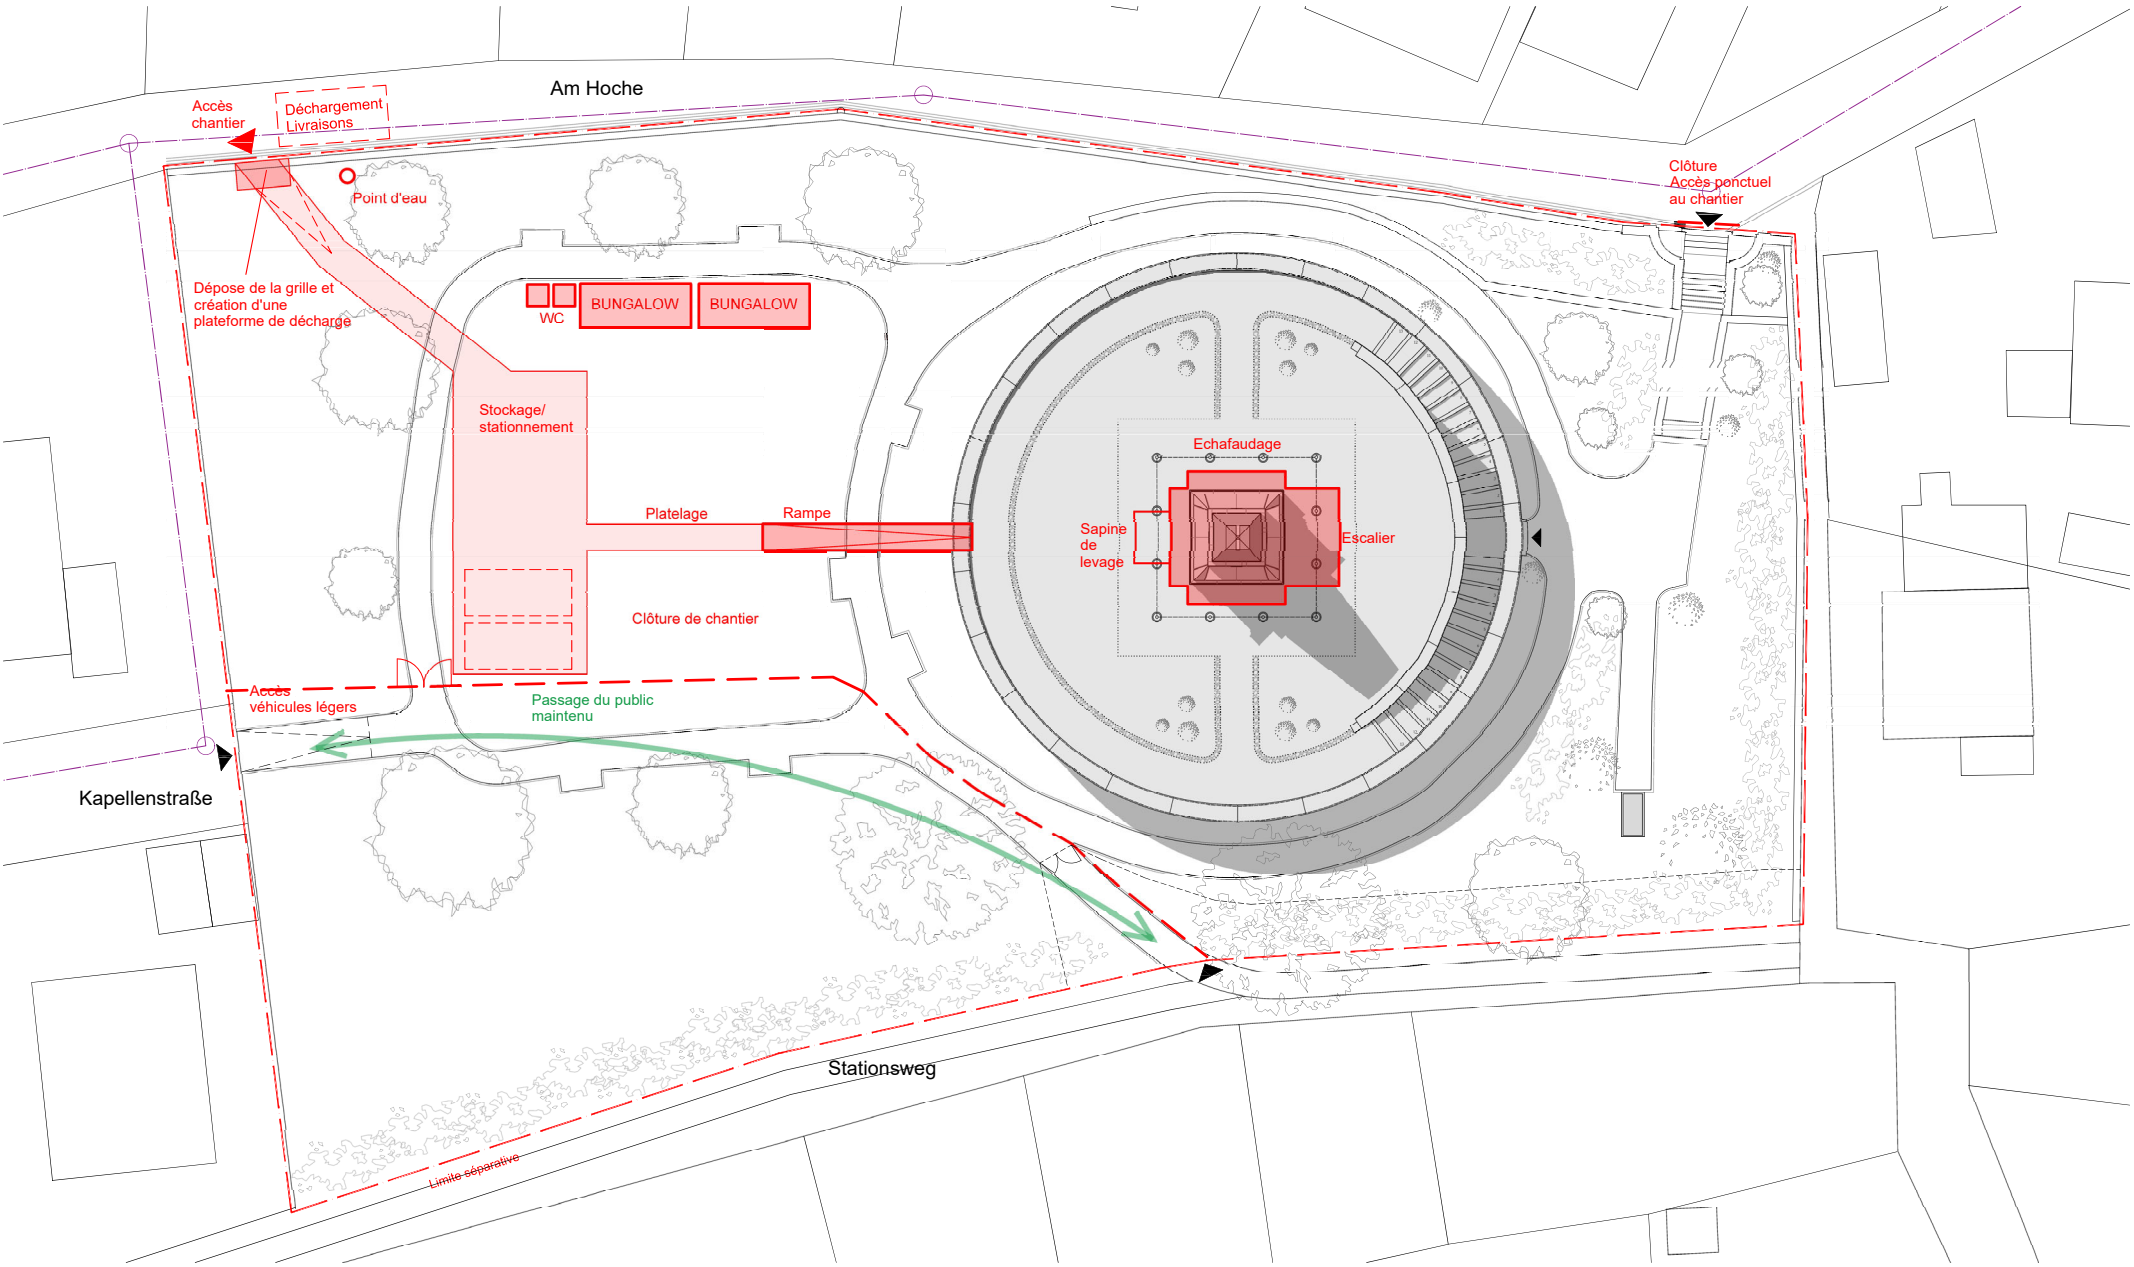 Am Hoche
Accès
chantier
Déchargement
Livraisons
Point d'eau
Clôture
Accès ponctuel
au chantier
Dépose de la grille et
création d'une
plateforme de décharge
WC
BUNGALOW
BUNGALOW
Stockage/
stationnement
Echafaudage
Platelage
Rampe
Sapine
de
levage
Escalier
Clôture de chantier
Accès
véhicules légers
Passage du public
maintenu
Kapellenstraße
Stationsweg
Limite séparative